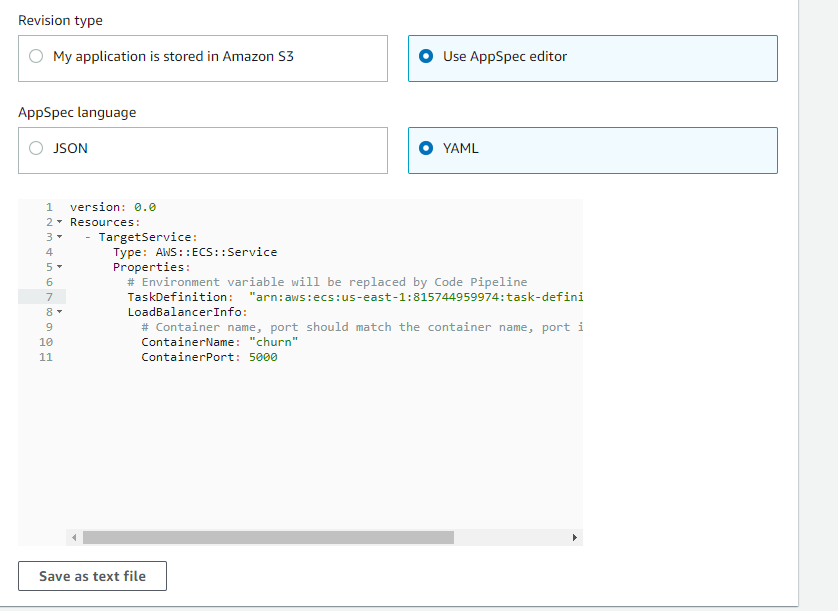 Revision type
My application is stored in Amazon S3
Use AppSpec editor
AppSpec language
JSON
YAML
1 version: 0.0
2 Resources:
3 - TargetService:
4 Type: AWS::ECS::Service
5 Properties:
6 # Environment variable will be replaced by Code Pipeline
7 TaskDefinition: "arn:aws:ecs:us-east-1:815744959974:task-defini
8 LoadBalancerInfo:
9 # Container name, port should match the container name, port i
10 ContainerName: "churn"
11 ContainerPort: 5000
Save as text file